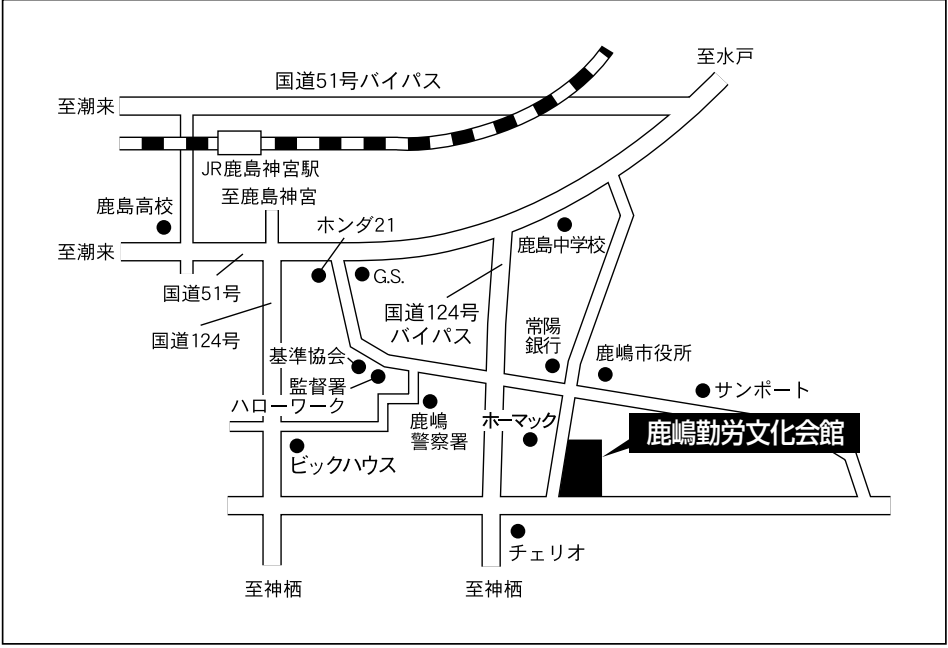 至水戸
国道51号バイパス
至潮来
JR鹿島神宮駅
至鹿島神宮
鹿島高校
ホンダ21
鹿島中学校
至潮来
G.S.
国道51号
国道124号
バイパス
国道124号
常陽
銀行
基準協会
鹿嶋市役所
監督署
サンポート
ハローワーク
鹿嶋
警察署
ホーマック
鹿嶋勤労文化会館
ビックハウス
チェリオ
至神栖
至神栖